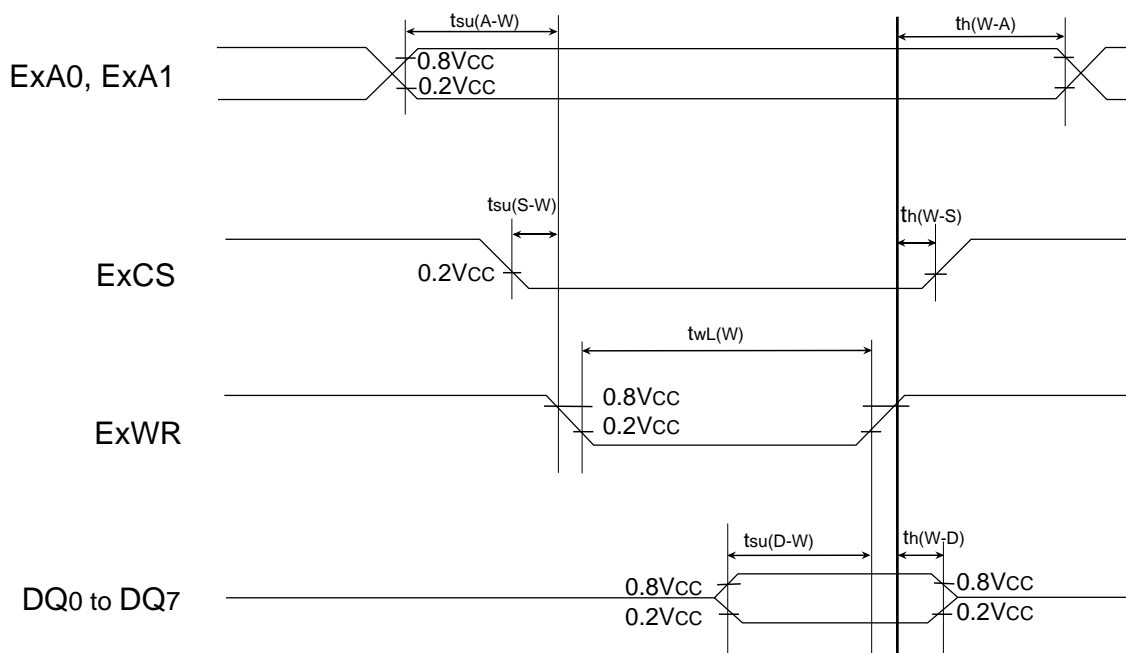 tsu(A-W)
th(W-A)
ExA0, ExA1
0.8VCC
0.2VCC
tsu(S-W)
th(W-S)
ExCS
0.2VCC
twL(W)
ExWR
0.8VCC
0.2VCC
tsu(D-W)
th(W-D)
DQ0 to DQ7
0.8VCC
0.2VCC
0.8VCC
0.2VCC